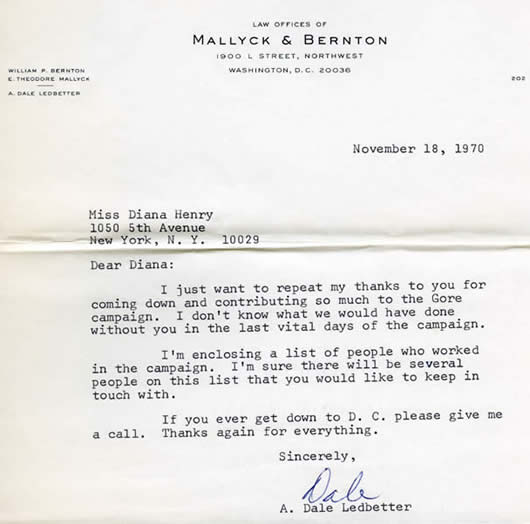 LAW OFFICES OF
MALLYCK & BERNTON
1900 L STREET, NORTHWEST
WASHINGTON, D.C. 20036
WILLIAM P. BERNTON
E. THEODORE MALLYCK
A. DALE LEDBETTER
202
November 18, 1970
Miss Diana Henry
1050 5th Avenue
New York, N. Y. 10029
Dear Diana:
I just want to repeat my thanks to you for
coming down and contributing so much to the Gore
campaign. I don't know what we would have done
without you in the last vital days of the campaign.
I'm enclosing a list of people who worked
in the campaign. I'm sure there will be several
people on this list that you would like to keep in
touch with.
If you ever get down to D. C. please give me
a call. Thanks again for everything.
Sincerely,
Dale
A. Dale Ledbetter